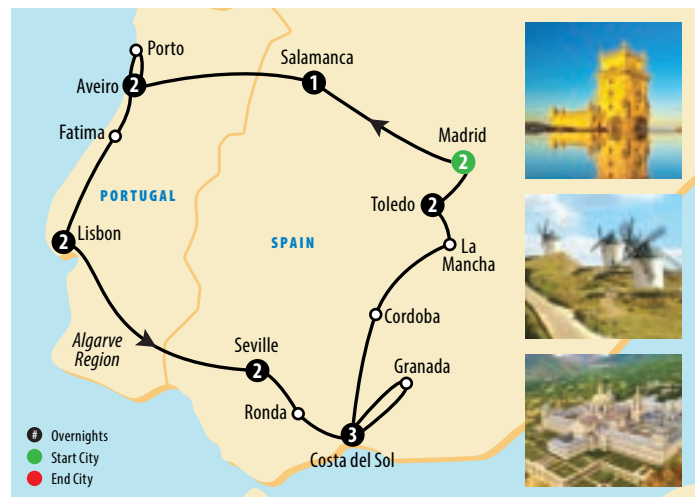 Porto
Salamanca
1
Aveiro
2
Madrid
2
Fatima
PORTUGAL
Toledo
2
2
Lisbon
SPAIN
La
Mancha
Cordoba
Algarve
Region
Seville
2
Granada
Ronda
3
Costa del Sol
# Overnights
Start City
End City